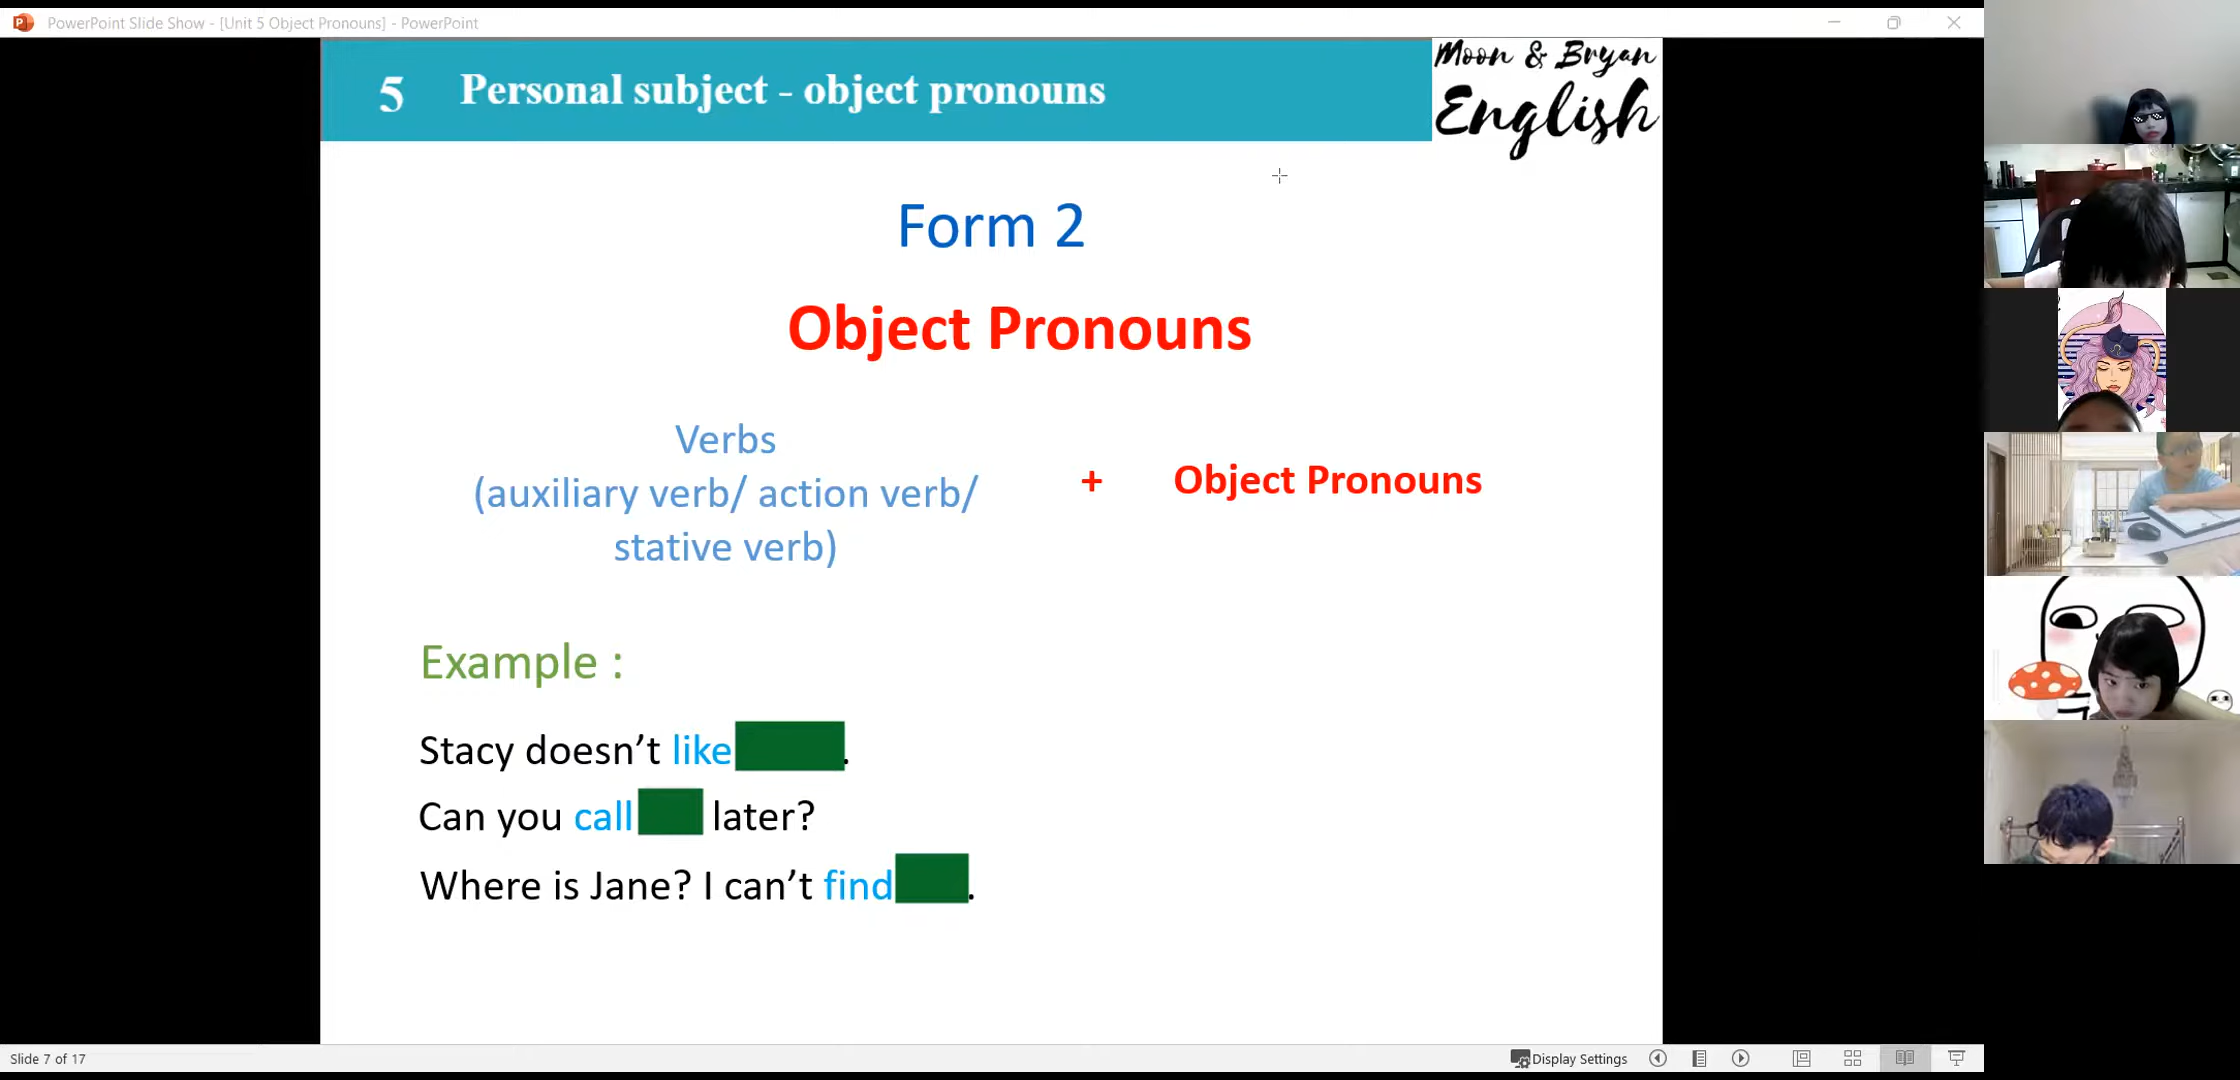 PowerPoint Slide Show - [Unit 5 Object Pronouns] - PowerPoint
5 Personal subject - object pronouns
Moon & Bryan
English
Form 2
Object Pronouns
Verbs
(auxiliary verb/ action verb/
stative verb)
+ Object Pronouns
Example :
Stacy doesn’t like .
Can you call later?
Where is Jane? I can’t find .
Slide 7 of 17
Display Settings